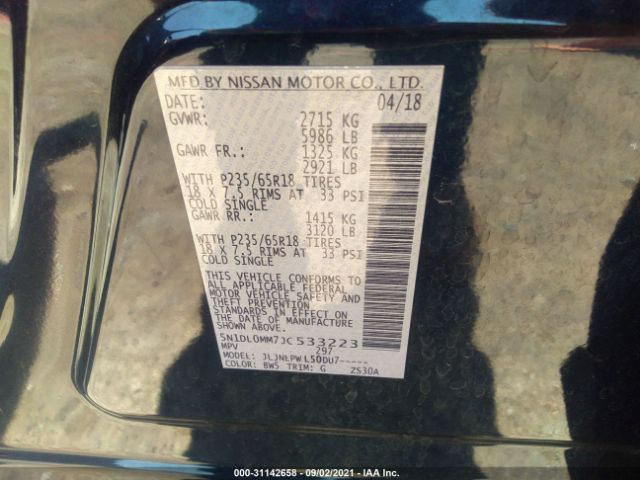 MFD BY NISSAN MOTOR CO., LTD.
DATE: 04/18
GVWR: 2715 KG
5986 LB
GAWR FR.: 1325 KG
2921 LB
WITH P235/65R18 TIRES
18 X 7.5 RIMS AT 33 PSI
COLD SINGLE
GAWR RR.: 1415 KG
3120 LB
WITH P235/65R18 TIRES
18 X 7.5 RIMS AT 33 PSI
COLD SINGLE
THIS VEHICLE CONFORMS TO
ALL APPLICABLE FEDERAL
MOTOR VEHICLE SAFETY AND
THEFT PREVENTION
STANDARDS IN EFFECT ON
THE DATE OF MANUFACTURE
SHOWN ABOVE.
5N1DL0MM7JC533223
MPV 297
MODEL: JLJNLPWL50DU7-----
COLOR: BW5 TRIM: G ZS30A
000-31142658 - 09/02/2021 - IAA Inc.